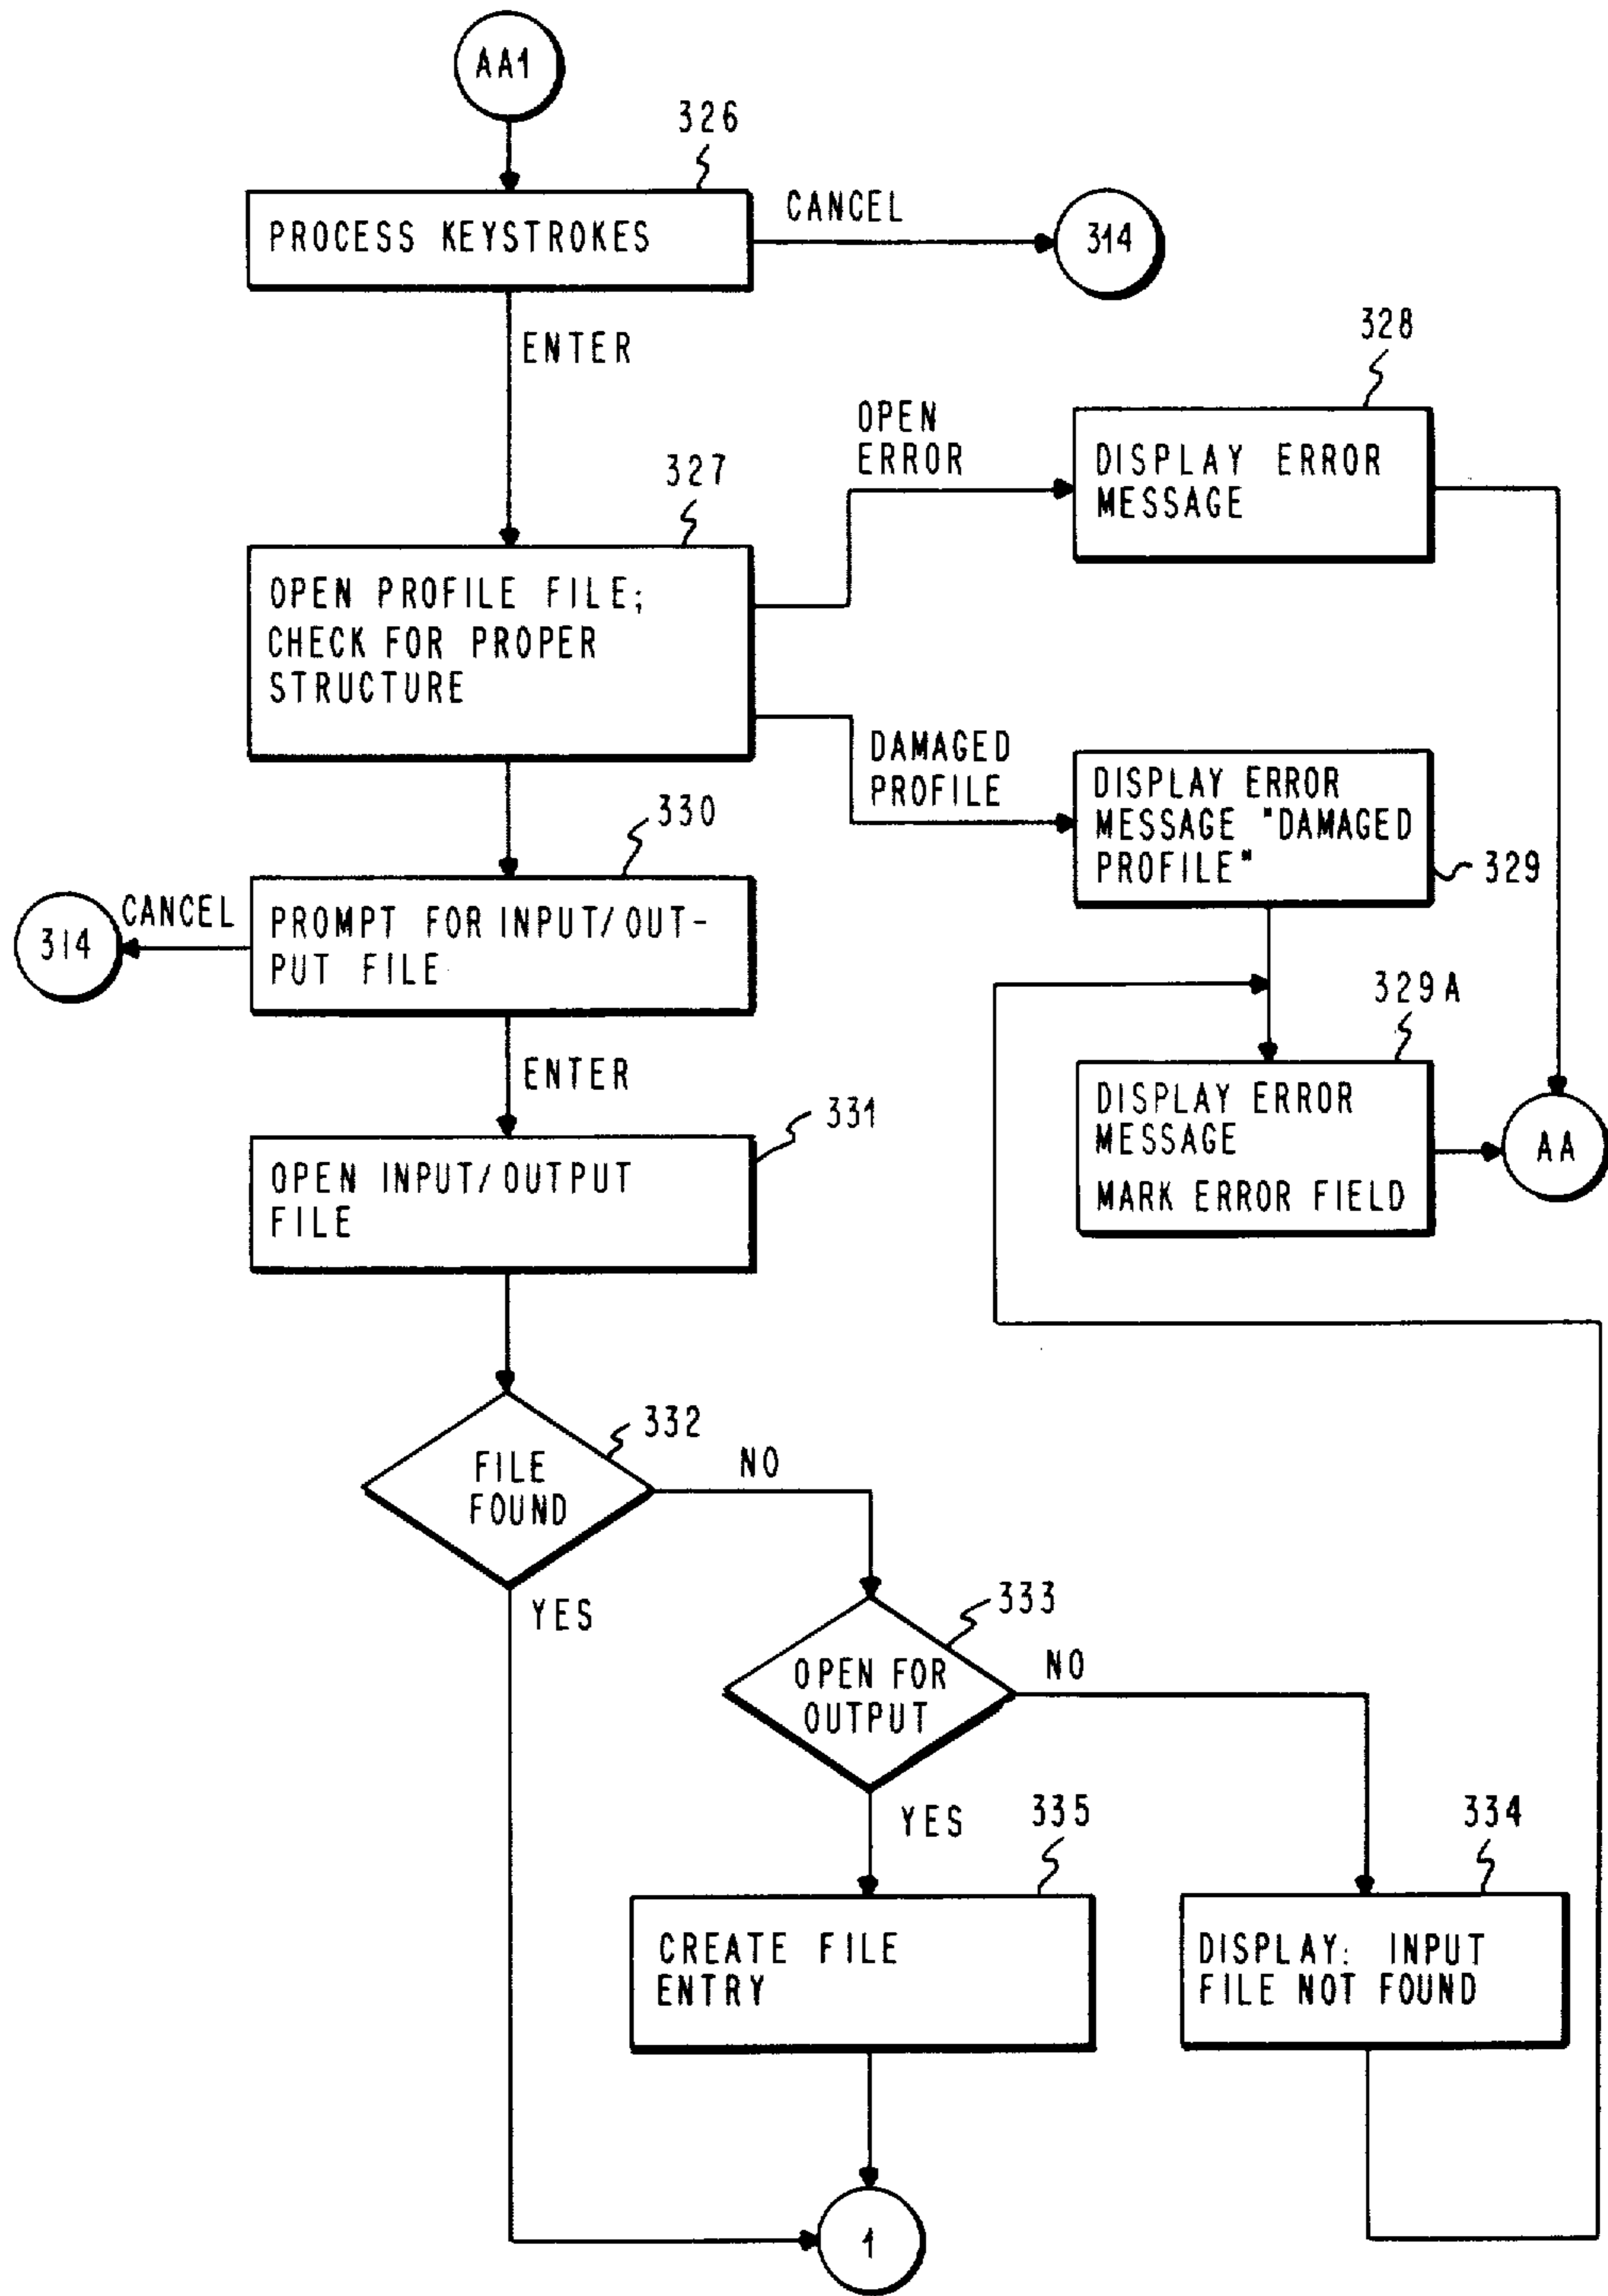 AA1
326
PROCESS KEYSTROKES
CANCEL
314
ENTER
328
OPEN
ERROR
DISPLAY ERROR
MESSAGE
327
OPEN PROFILE FILE;
CHECK FOR PROPER
STRUCTURE
DAMAGED
PROFILE
DISPLAY ERROR
MESSAGE "DAMAGED
PROFILE"
329
330
CANCEL
314
PROMPT FOR INPUT/OUT-
PUT FILE
329A
ENTER
DISPLAY ERROR
MESSAGE
MARK ERROR FIELD
AA
331
OPEN INPUT/OUTPUT
FILE
332
FILE
FOUND
NO
YES
333
OPEN FOR
OUTPUT
NO
YES
335
334
CREATE FILE
ENTRY
DISPLAY: INPUT
FILE NOT FOUND
1